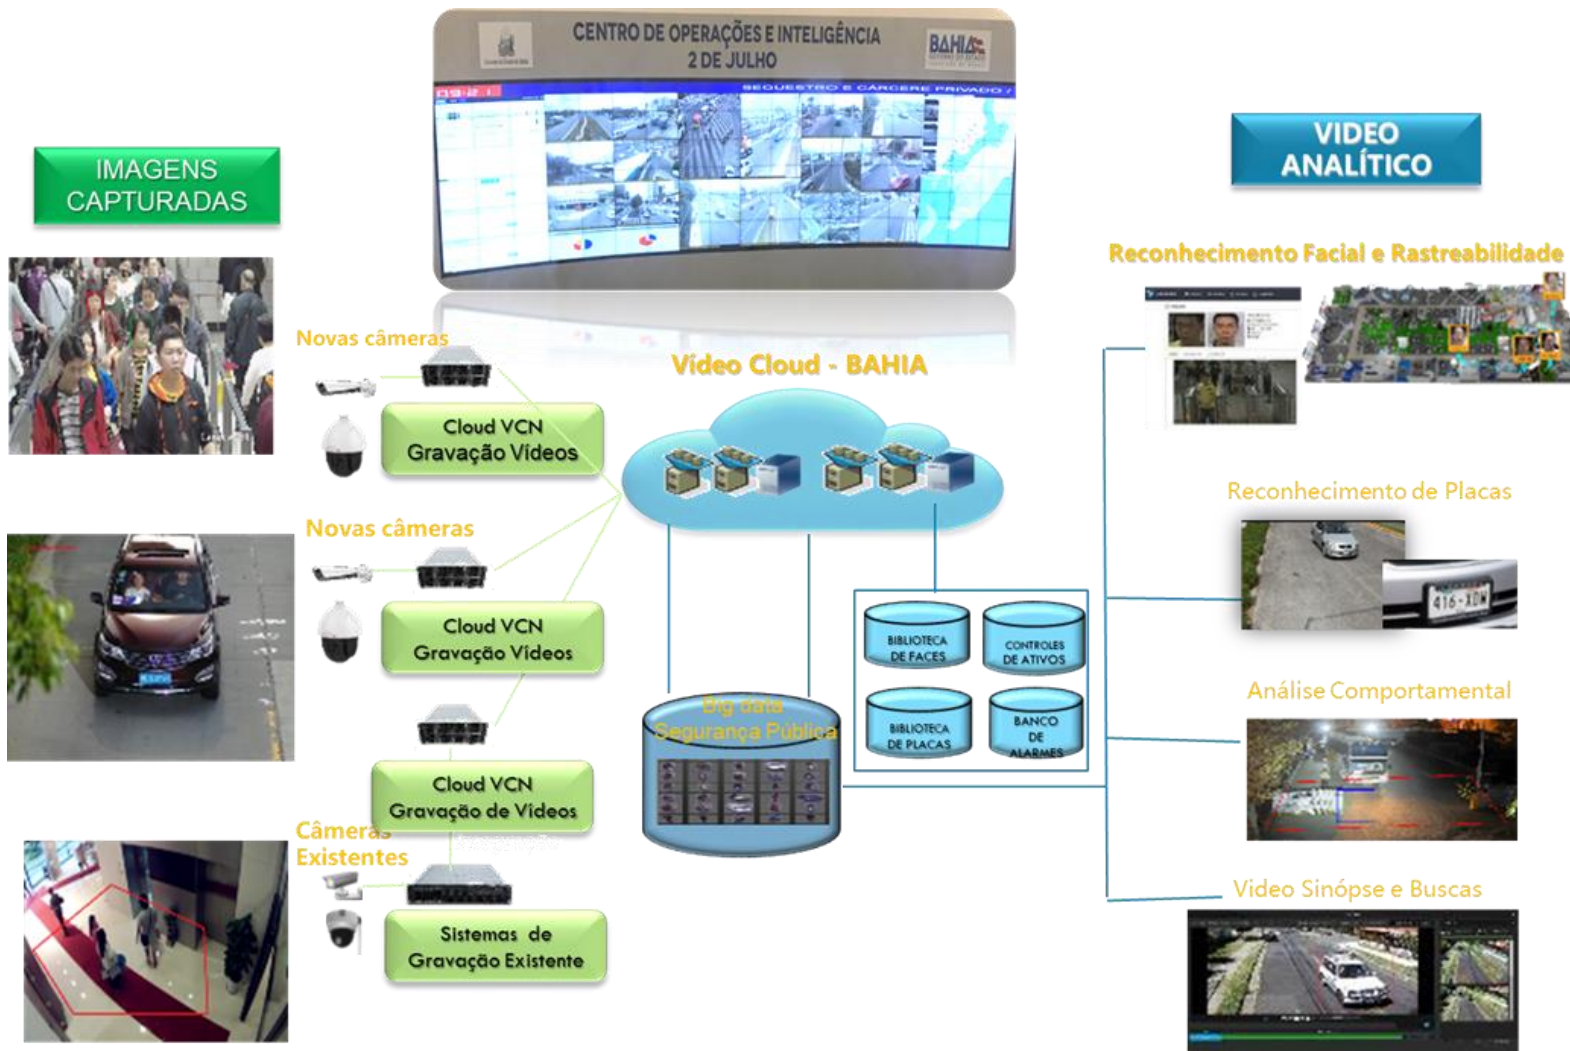 CENTRO DE OPERAÇÕES E INTELIGÊNCIA
2 DE JULHO
BAHIA
SEQUESTRO E CÁRCERE PRIVADO /
IMAGENS
CAPTURADAS
VIDEO
ANALÍTICO
Reconhecimento Facial e Rastreabilidade
Novas câmeras
Vídeo Cloud - BAHIA
Cloud VCN
Gravação Vídeos
Reconhecimento de Placas
416-XDW
Novas câmeras
Cloud VCN
Gravação Vídeos
BIBLIOTECA
DE FACES
CONTROLES
DE ATIVOS
BIBLIOTECA
DE PLACAS
BANCO
DE
ALARMES
Big data
Segurança Pública
Análise Comportamental
Cloud VCN
Gravação de Vídeos
Câmeras
Existentes
Sistemas de
Gravação Existente
Video Sinópse e Buscas